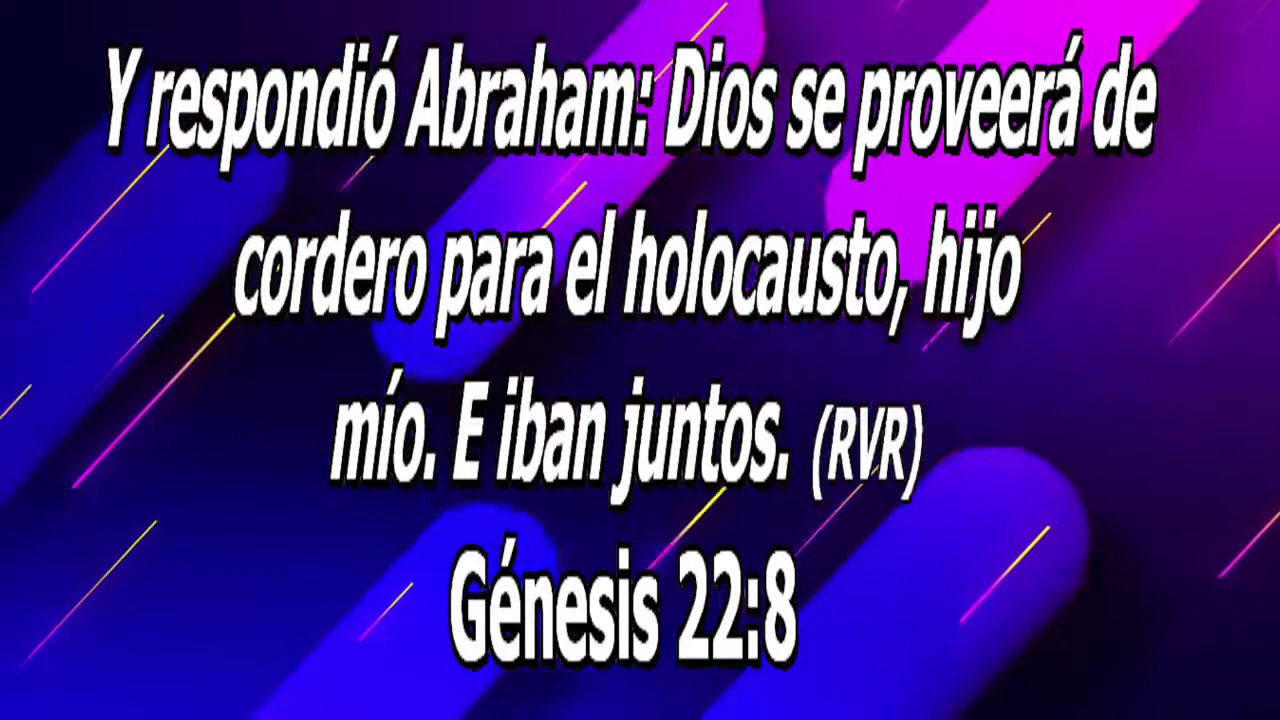 Y respondió Abraham: Dios se proveerá de
cordero para el holocausto, hijo
mío. E iban juntos. (RVR)
Génesis 22:8